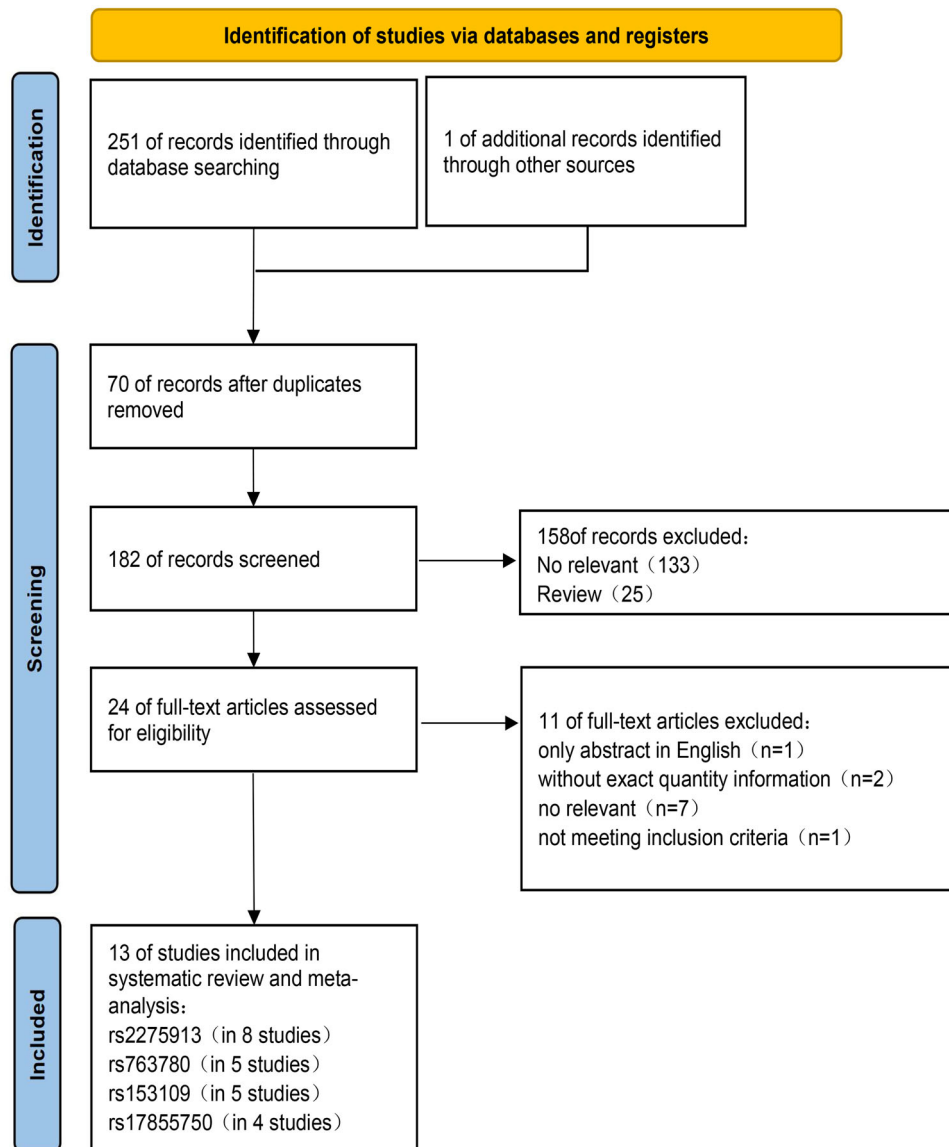 Identification of studies via databases and registers
Identification
251 of records identified through
database searching
1 of additional records identified
through other sources
Screening
70 of records after duplicates
removed
182 of records screened
158of records excluded：
No relevant（133）
Review（25）
24 of full-text articles assessed
for eligibility
11 of full-text articles excluded：
only abstract in English（n=1）
without exact quantity information（n=2）
no relevant（n=7）
not meeting inclusion criteria（n=1）
Included
13 of studies included in
systematic review and meta-
analysis：
rs2275913（in 8 studies）
rs763780（in 5 studies）
rs153109（in 5 studies）
rs17855750（in 4 studies）